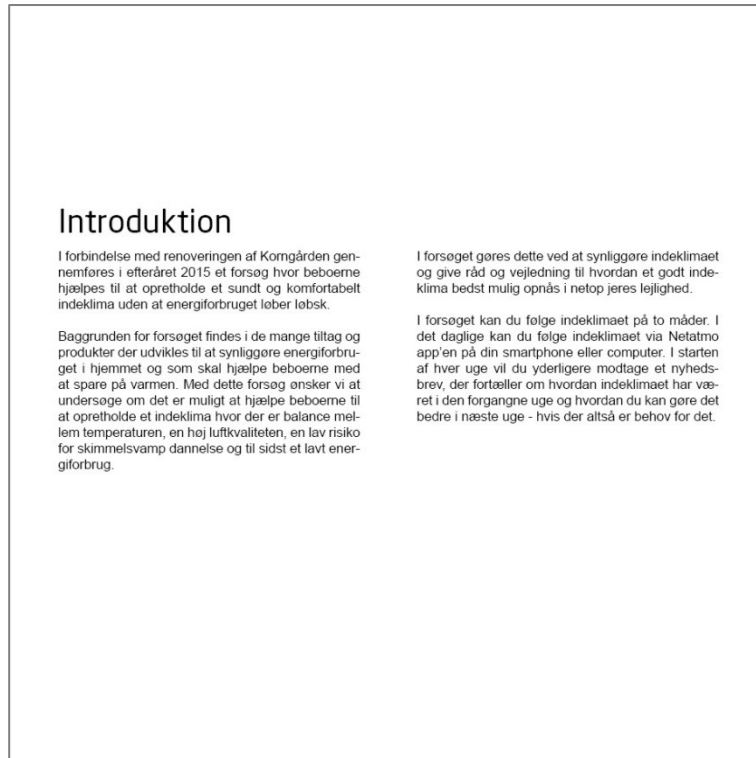 Introduktion
I forbindelse med renoveringen af Korngården gen-
nemføres i efteråret 2015 et forsøg hvor beboerne
hjælpes til at opretholde et sundt og komfortabelt
indeklima uden at energiforbruget løber løbsk.
Baggrunden for forsøget findes i de mange tiltag og
produkter der udvikles til at synliggøre energiforbru-
get i hjemmet og som skal hjælpe beboerne med
at spare på varmen. Med dette forsøg ønsker vi at
undersøge om det er muligt at hjælpe beboerne til
at opretholde et indeklima hvor der er balance mel-
lem temperaturen, en høj luftkvaliteten, en lav risiko
for skimmelsvamp dannelse og til sidst et lavt ener-
giforbrug.
I forsøget gøres dette ved at synliggøre indeklimaet
og give råd og vejledning til hvordan et godt inde-
klima bedst mulig opnås i netop jeres lejlighed.
I forsøget kan du følge indeklimaet på to måder. I
det daglige kan du følge indeklimaet via Netatmo
app'en på din smartphone eller computer. I starten
af hver uge vil du yderligere modtage et nyheds-
brev, der fortæller om hvordan indeklimaet har væ-
ret i den forgangne uge og hvordan du kan gøre det
bedre i næste uge - hvis der altså er behov for det.